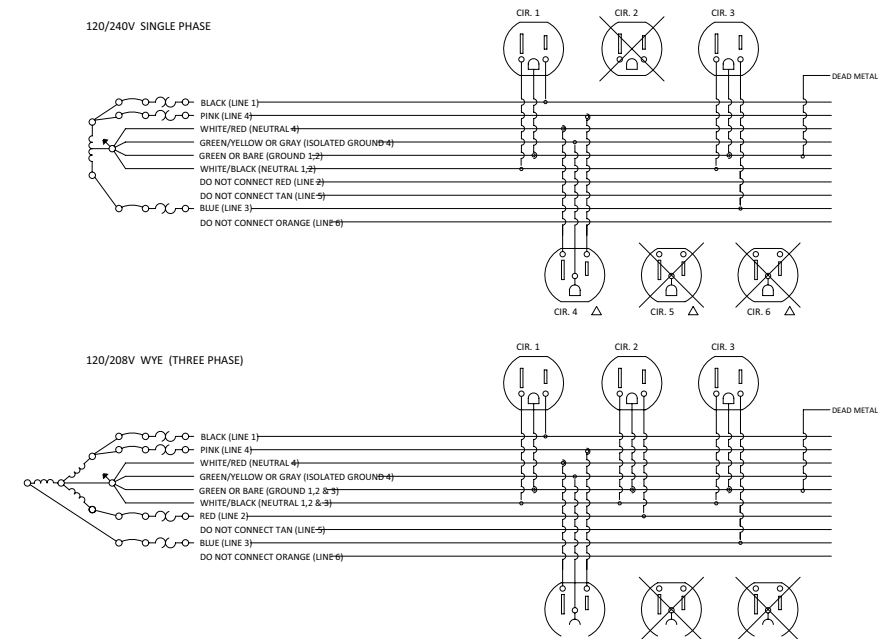 120/240V SINGLE PHASE
CIR. 1
CIR. 2
CIR. 3
DEAD METAL
BLACK (LINE 1)
PINK (LINE 4)
WHITE/RED (NEUTRAL 4)
GREEN/YELLOW OR GRAY (ISOLATED GROUND 4)
GREEN OR BARE (GROUND 1,2)
WHITE/BLACK (NEUTRAL 1,2)
DO NOT CONNECT RED (LINE 2)
DO NOT CONNECT TAN (LINE 5)
BLUE (LINE 3)
DO NOT CONNECT ORANGE (LINE 6)
CIR. 4
CIR. 5
CIR. 6
120/208V WYE (THREE PHASE)
CIR. 1
CIR. 2
CIR. 3
DEAD METAL
BLACK (LINE 1)
PINK (LINE 4)
WHITE/RED (NEUTRAL 4)
GREEN/YELLOW OR GRAY (ISOLATED GROUND 4)
GREEN OR BARE (GROUND 1,2 & 3)
WHITE/BLACK (NEUTRAL 1,2 & 3)
RED (LINE 2)
DO NOT CONNECT TAN (LINE 5)
BLUE (LINE 3)
DO NOT CONNECT ORANGE (LINE 6)